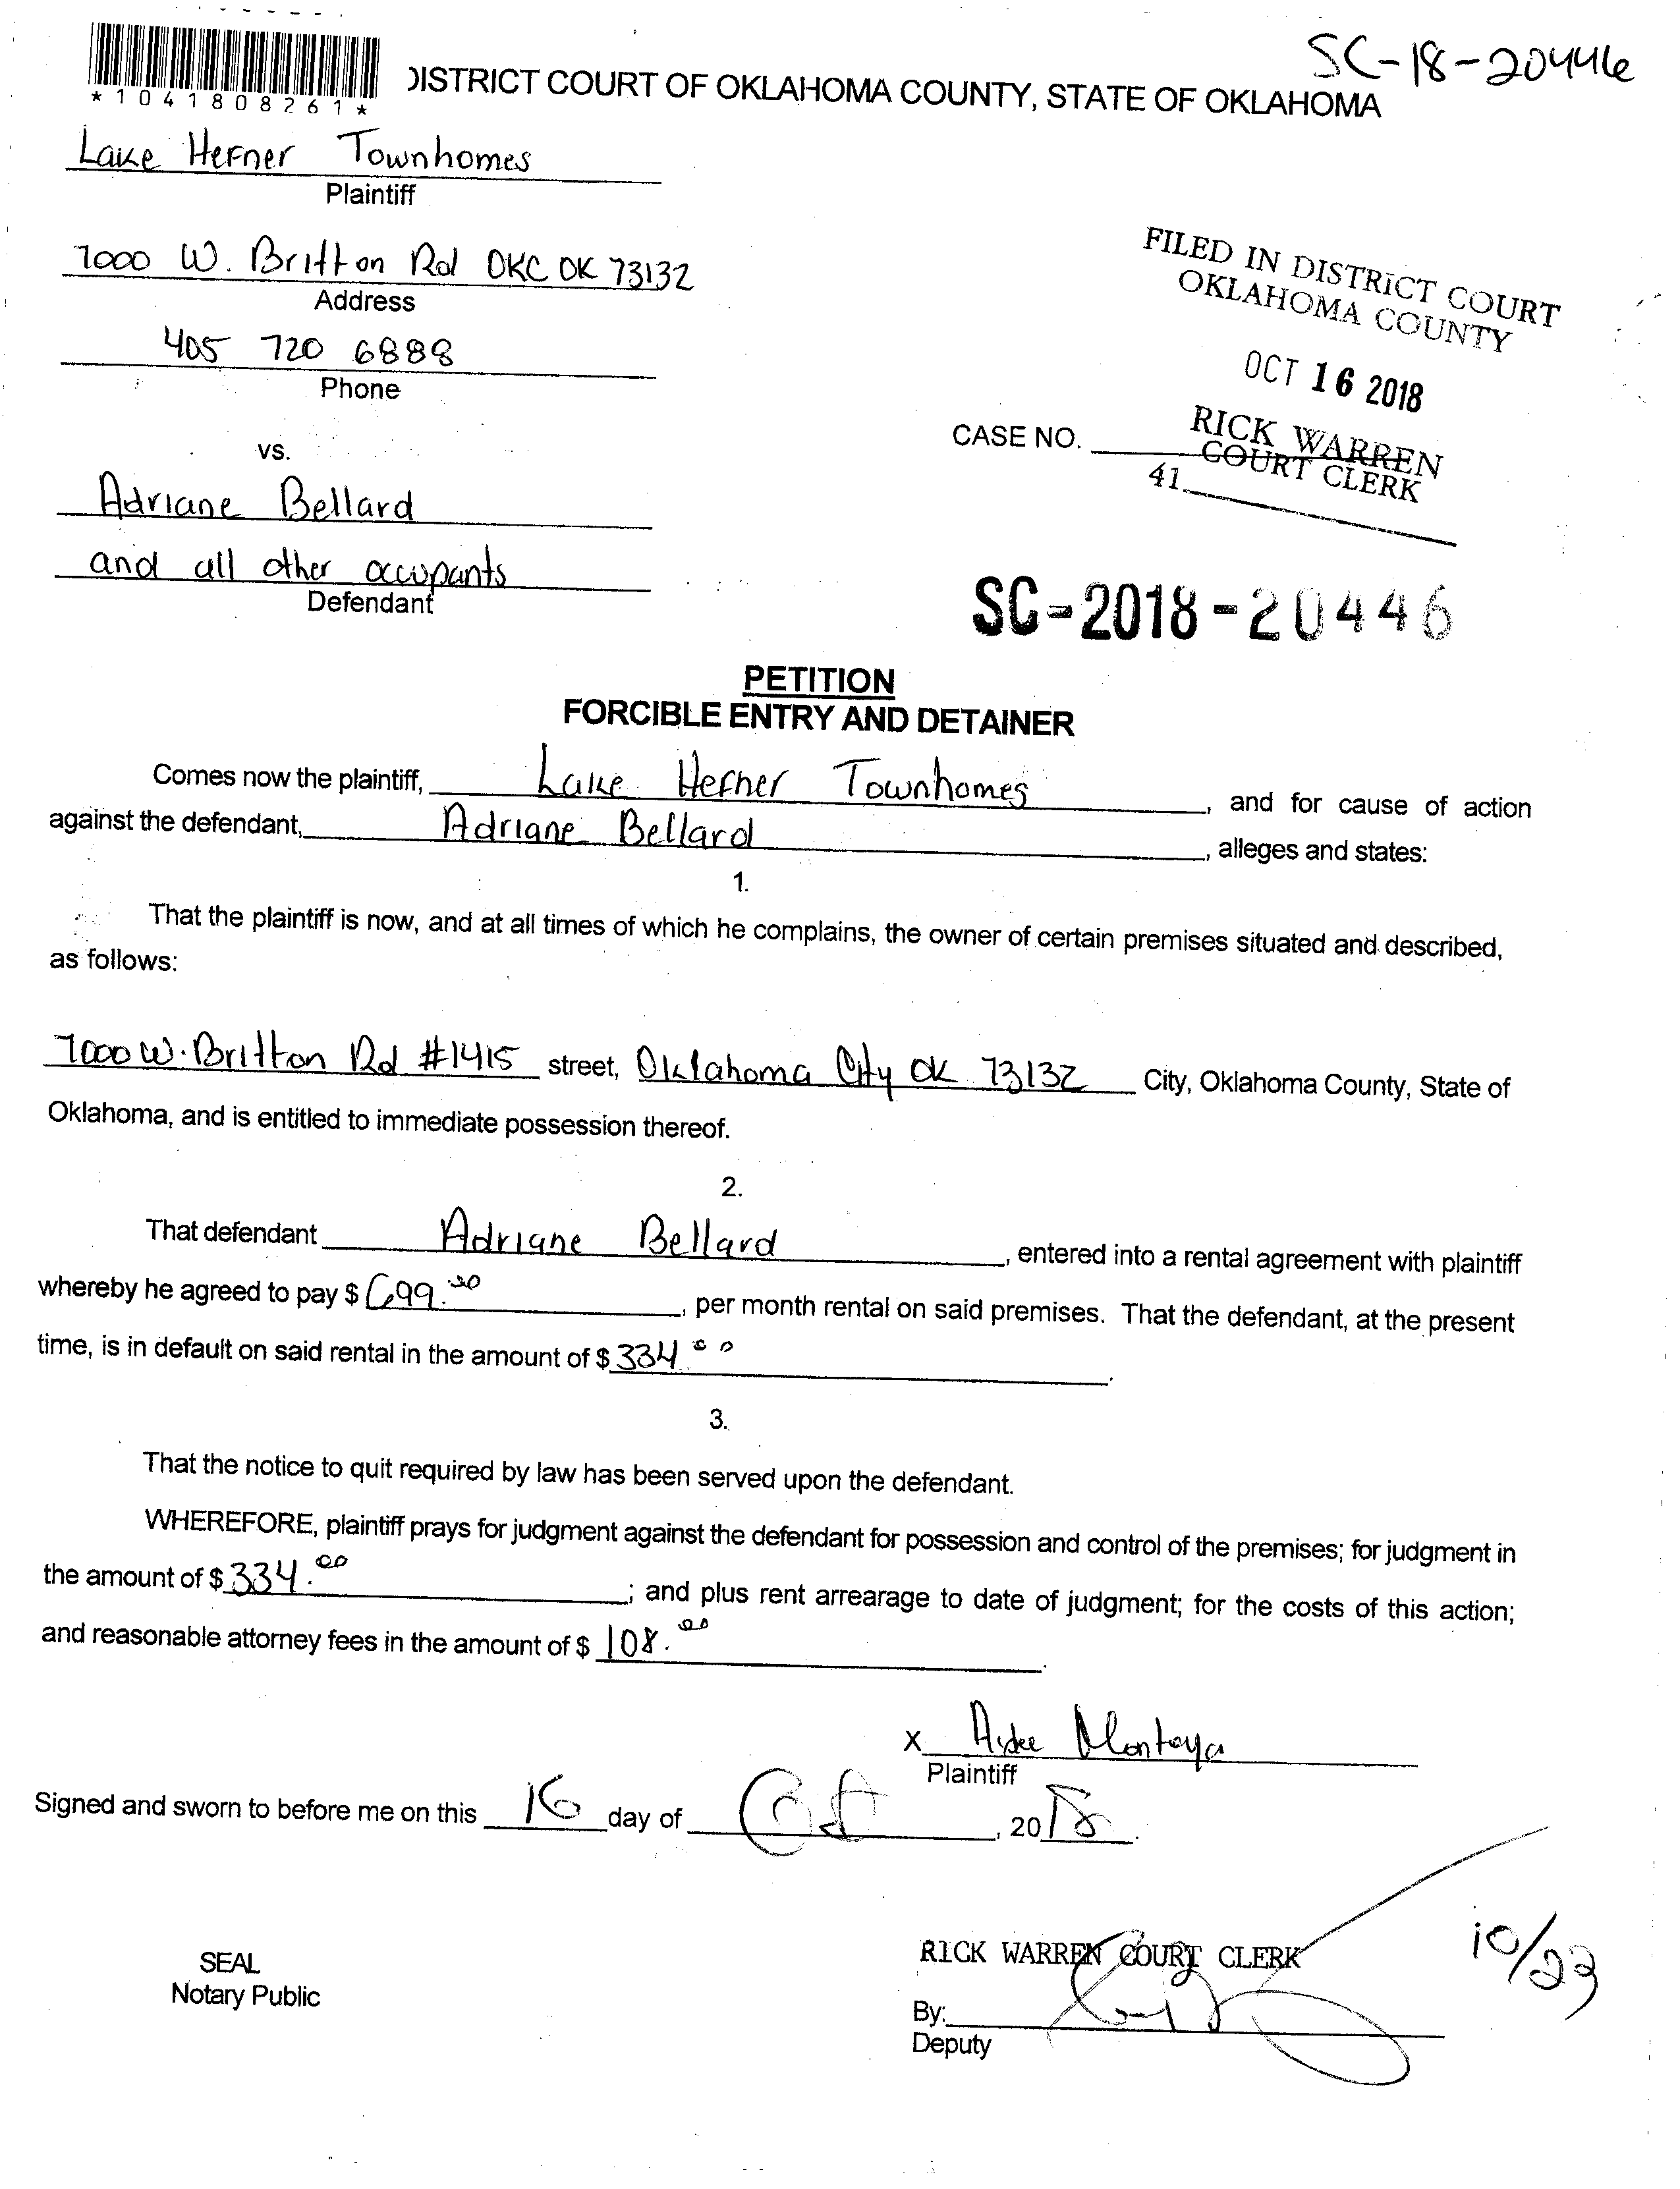 SC-18-20446
*1041808261*
DISTRICT COURT OF OKLAHOMA COUNTY, STATE OF OKLAHOMA
Lake Hefner Townhomes
Plaintiff
7000 W. Britton Rd OKC OK 73132
Address
405 720 6888
Phone
vs.
Adriane Bellard
and all other occupants
Defendant
FILED IN DISTRICT COURT
OKLAHOMA COUNTY
OCT 16 2018
RICK WARREN
COURT CLERK
41
CASE NO.
SC-2018-20446
PETITION
FORCIBLE ENTRY AND DETAINER
Comes now the plaintiff, Lake Hefner Townhomes, and for cause of action
against the defendant, Adriane Bellard, alleges and states:
1.
That the plaintiff is now, and at all times of which he complains, the owner of certain premises situated and described,
as follows:
7000 W. Britton Rd #1415 street, Oklahoma City OK 73132 City, Oklahoma County, State of
Oklahoma, and is entitled to immediate possession thereof.
2.
That defendant Adriane Bellard, entered into a rental agreement with plaintiff
whereby he agreed to pay $ 699.00, per month rental on said premises. That the defendant, at the present
time, is in default on said rental in the amount of $ 334.00.
3.
That the notice to quit required by law has been served upon the defendant.
WHEREFORE, plaintiff prays for judgment against the defendant for possession and control of the premises; for judgment in
the amount of $ 334.00; and plus rent arrearage to date of judgment; for the costs of this action;
and reasonable attorney fees in the amount of $ 108.00.
X Aidee Montoya
Plaintiff
Signed and sworn to before me on this 16 day of Oct, 2018.
SEAL
Notary Public
RICK WARREN COURT CLERK
By:
Deputy
10/23